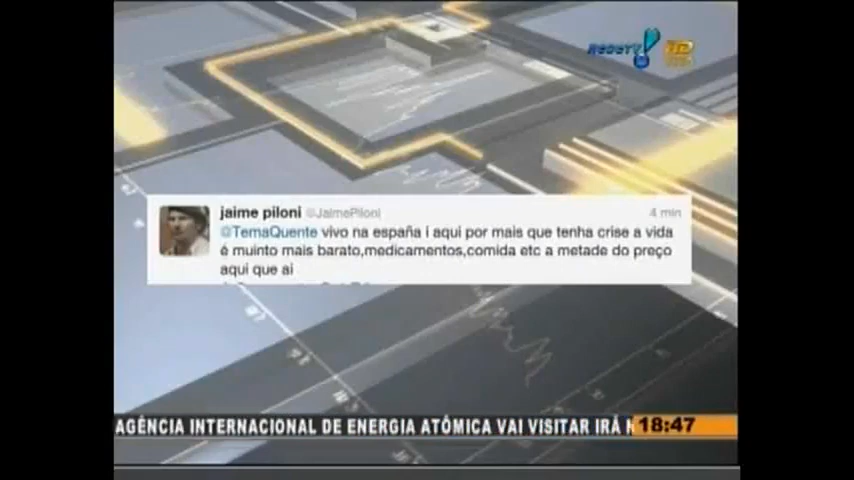 REDETV! HD
jaime piloni @JaimePiloni 4 min
@TemaQuente vivo na españa i aqui por mais que tenha crise a vida
é muinto mais barato,medicamentos,comida etc a metade do preço
aqui que ai
AGÊNCIA INTERNACIONAL DE ENERGIA ATÔMICA VAI VISITAR IRÃ 18:47